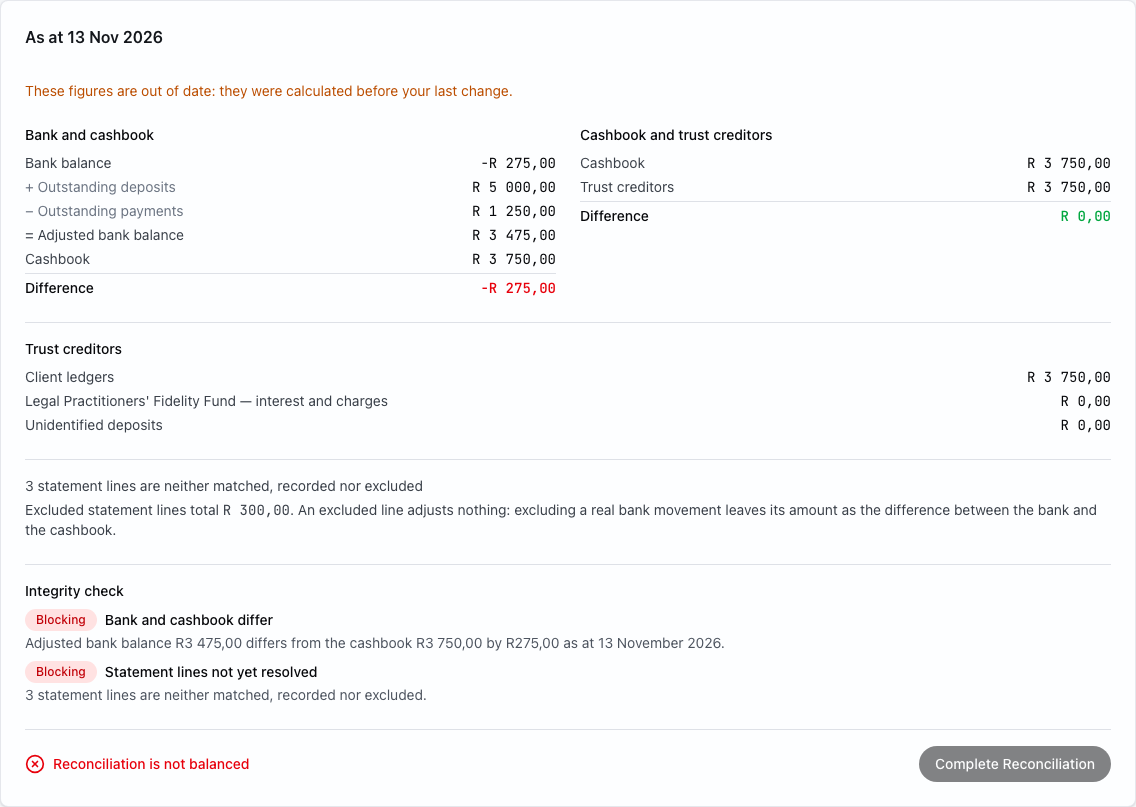 As at 13 Nov 2026
These figures are out of date: they were calculated before your last change.
Bank and cashbook
Bank balance -R 275,00
+ Outstanding deposits R 5 000,00
− Outstanding payments R 1 250,00
= Adjusted bank balance R 3 475,00
Cashbook R 3 750,00
Difference -R 275,00
Cashbook and trust creditors
Cashbook R 3 750,00
Trust creditors R 3 750,00
Difference R 0,00
Trust creditors
Client ledgers R 3 750,00
Legal Practitioners' Fidelity Fund — interest and charges R 0,00
Unidentified deposits R 0,00
3 statement lines are neither matched, recorded nor excluded
Excluded statement lines total R 300,00. An excluded line adjusts nothing: excluding a real bank movement leaves its amount as the difference between the bank and
the cashbook.
Integrity check
Blocking Bank and cashbook differ
Adjusted bank balance R3 475,00 differs from the cashbook R3 750,00 by R275,00 as at 13 November 2026.
Blocking Statement lines not yet resolved
3 statement lines are neither matched, recorded nor excluded.
Reconciliation is not balanced
Complete Reconciliation